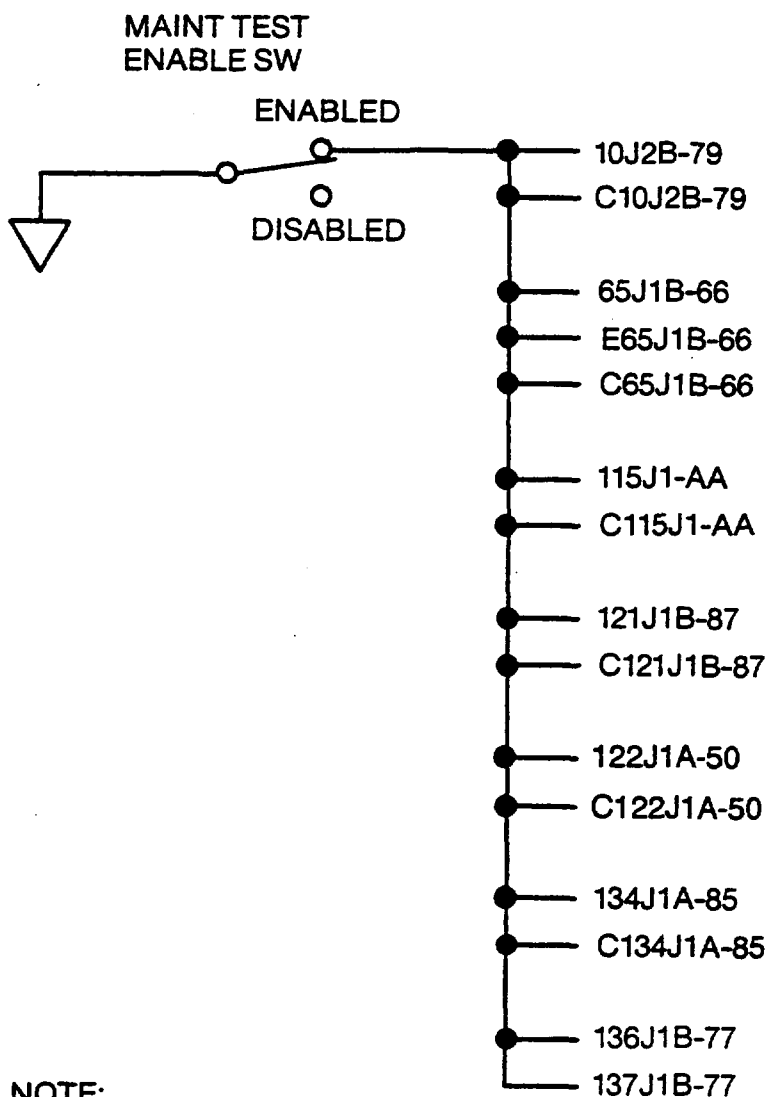 MAINT TEST
ENABLE SW
ENABLED
DISABLED
10J2B-79
C10J2B-79
65J1B-66
E65J1B-66
C65J1B-66
115J1-AA
C115J1-AA
121J1B-87
C121J1B-87
122J1A-50
C122J1A-50
134J1A-85
C134J1A-85
136J1B-77
137J1B-77
NOTE: